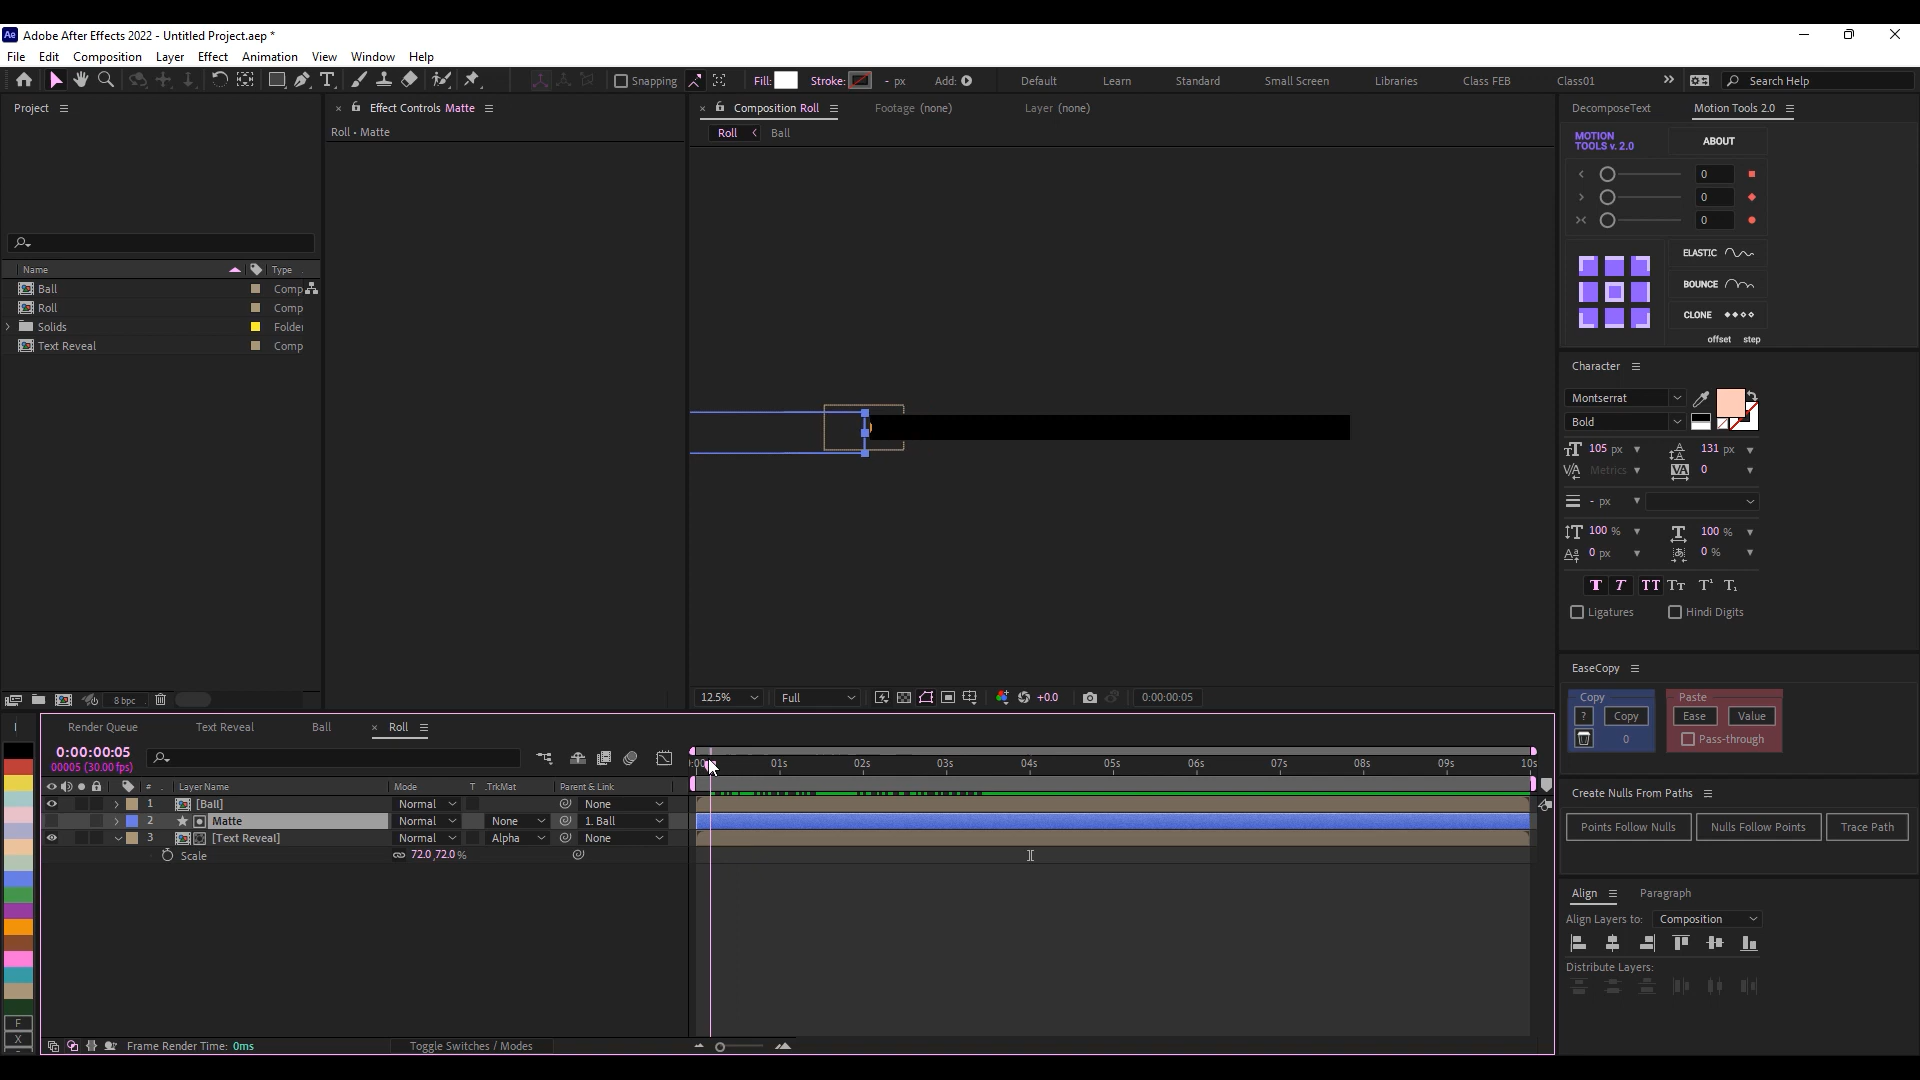 Ae Adobe After Effects 2022 - Untitled Project.aep *
File Edit Composition Layer Effect Animation View Window Help
Snapping Fill: Stroke: - px Add: Default Learn Standard Small Screen Libraries Class FEB Class01 Search Help
Project
Effect Controls Matte
Composition Roll Footage (none) Layer (none)
DecomposeText Motion Tools 2.0
Roll • Matte
Roll Ball
MOTION TOOLS v. 2.0 ABOUT
0
0
0
ELASTIC
BOUNCE
CLONE
offset step
Name Type
Ball Comp
Roll Comp
Solids Folder
Text Reveal Comp
Character
Montserrat
Bold
105 px 131 px
Metrics 0
- px
100 % 100 %
0 px 0 %
T T TT Tт T¹ T₁
Ligatures Hindi Digits
EaseCopy
Copy Paste
? Copy Ease Value
0 Pass-through
8 bpc
12.5% Full +0.0 0:00:00:05
Render Queue Text Reveal Ball Roll
0:00:00:05
00005 (30.00 fps)
01s 02s 03s 04s 05s 06s 07s 08s 09s 10s
# Layer Name Mode T .TrkMat Parent & Link
1 [Ball] Normal None
2 Matte Normal None 1. Ball
3 [Text Reveal] Normal Alpha None
Scale 72.0,72.0 %
Create Nulls From Paths
Points Follow Nulls Nulls Follow Points Trace Path
Align Paragraph
Align Layers to: Composition
Distribute Layers:
F
X
Frame Render Time: 0ms Toggle Switches / Modes